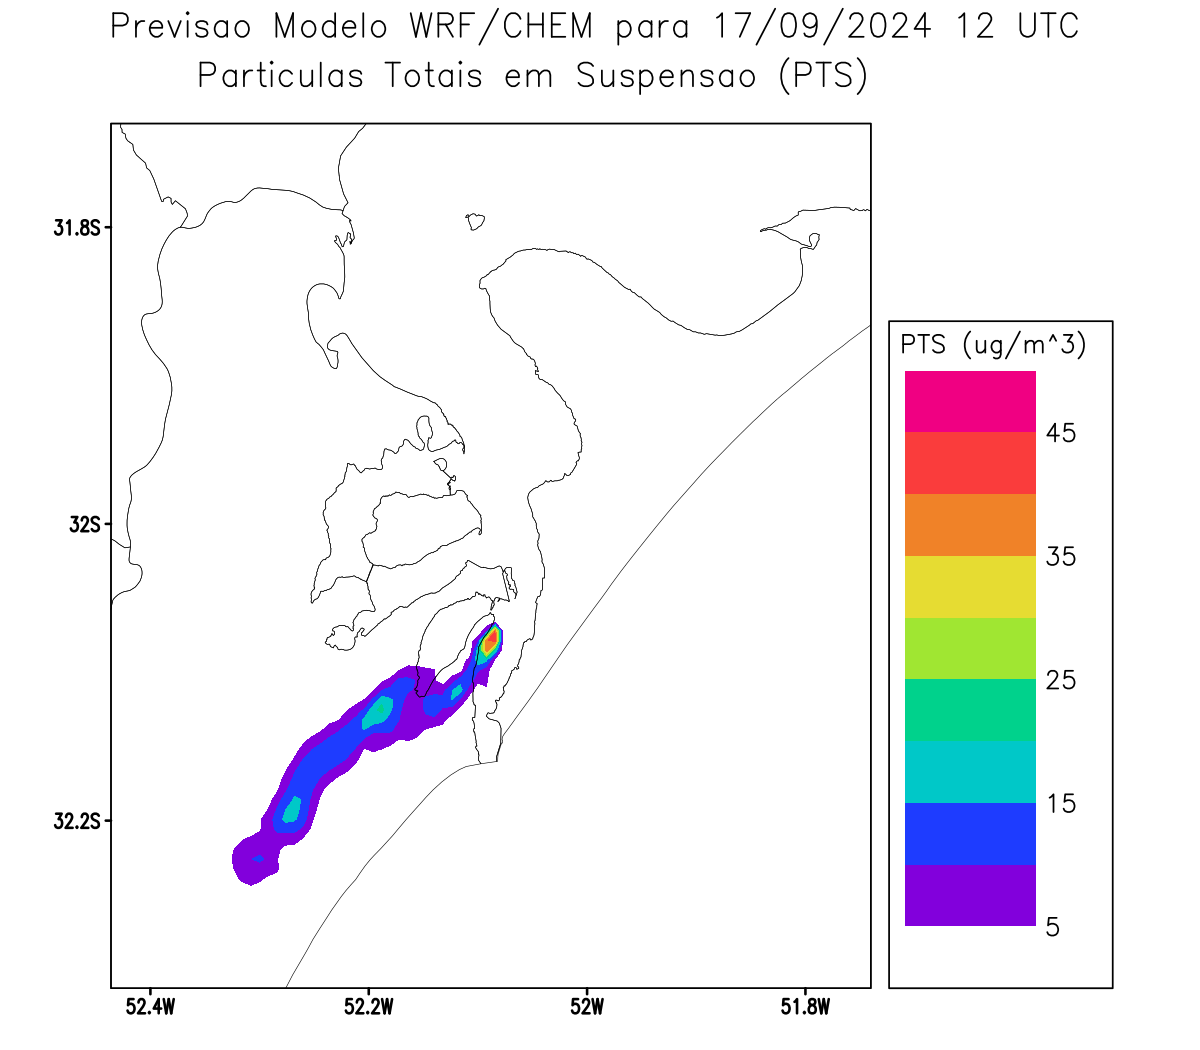 Previsao Modelo WRF/CHEM para 17/09/2024 12 UTC
Particulas Totais em Suspensao (PTS)
31.8S
32S
32.2S
52.4W
52.2W
52W
51.8W
PTS (ug/m^3)
45
35
25
15
5